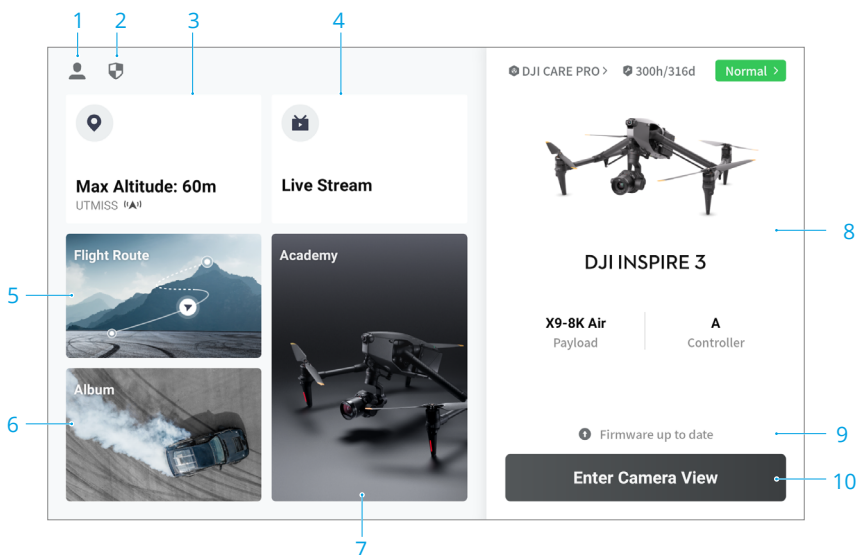 1
2
3
4
DJI CARE PRO >
300h/316d
Normal >
Max Altitude: 60m
UTMISS
Live Stream
Flight Route
Academy
5
8
DJI INSPIRE 3
X9-8K Air
Payload
A
Controller
Album
6
Firmware up to date
9
Enter Camera View
10
7